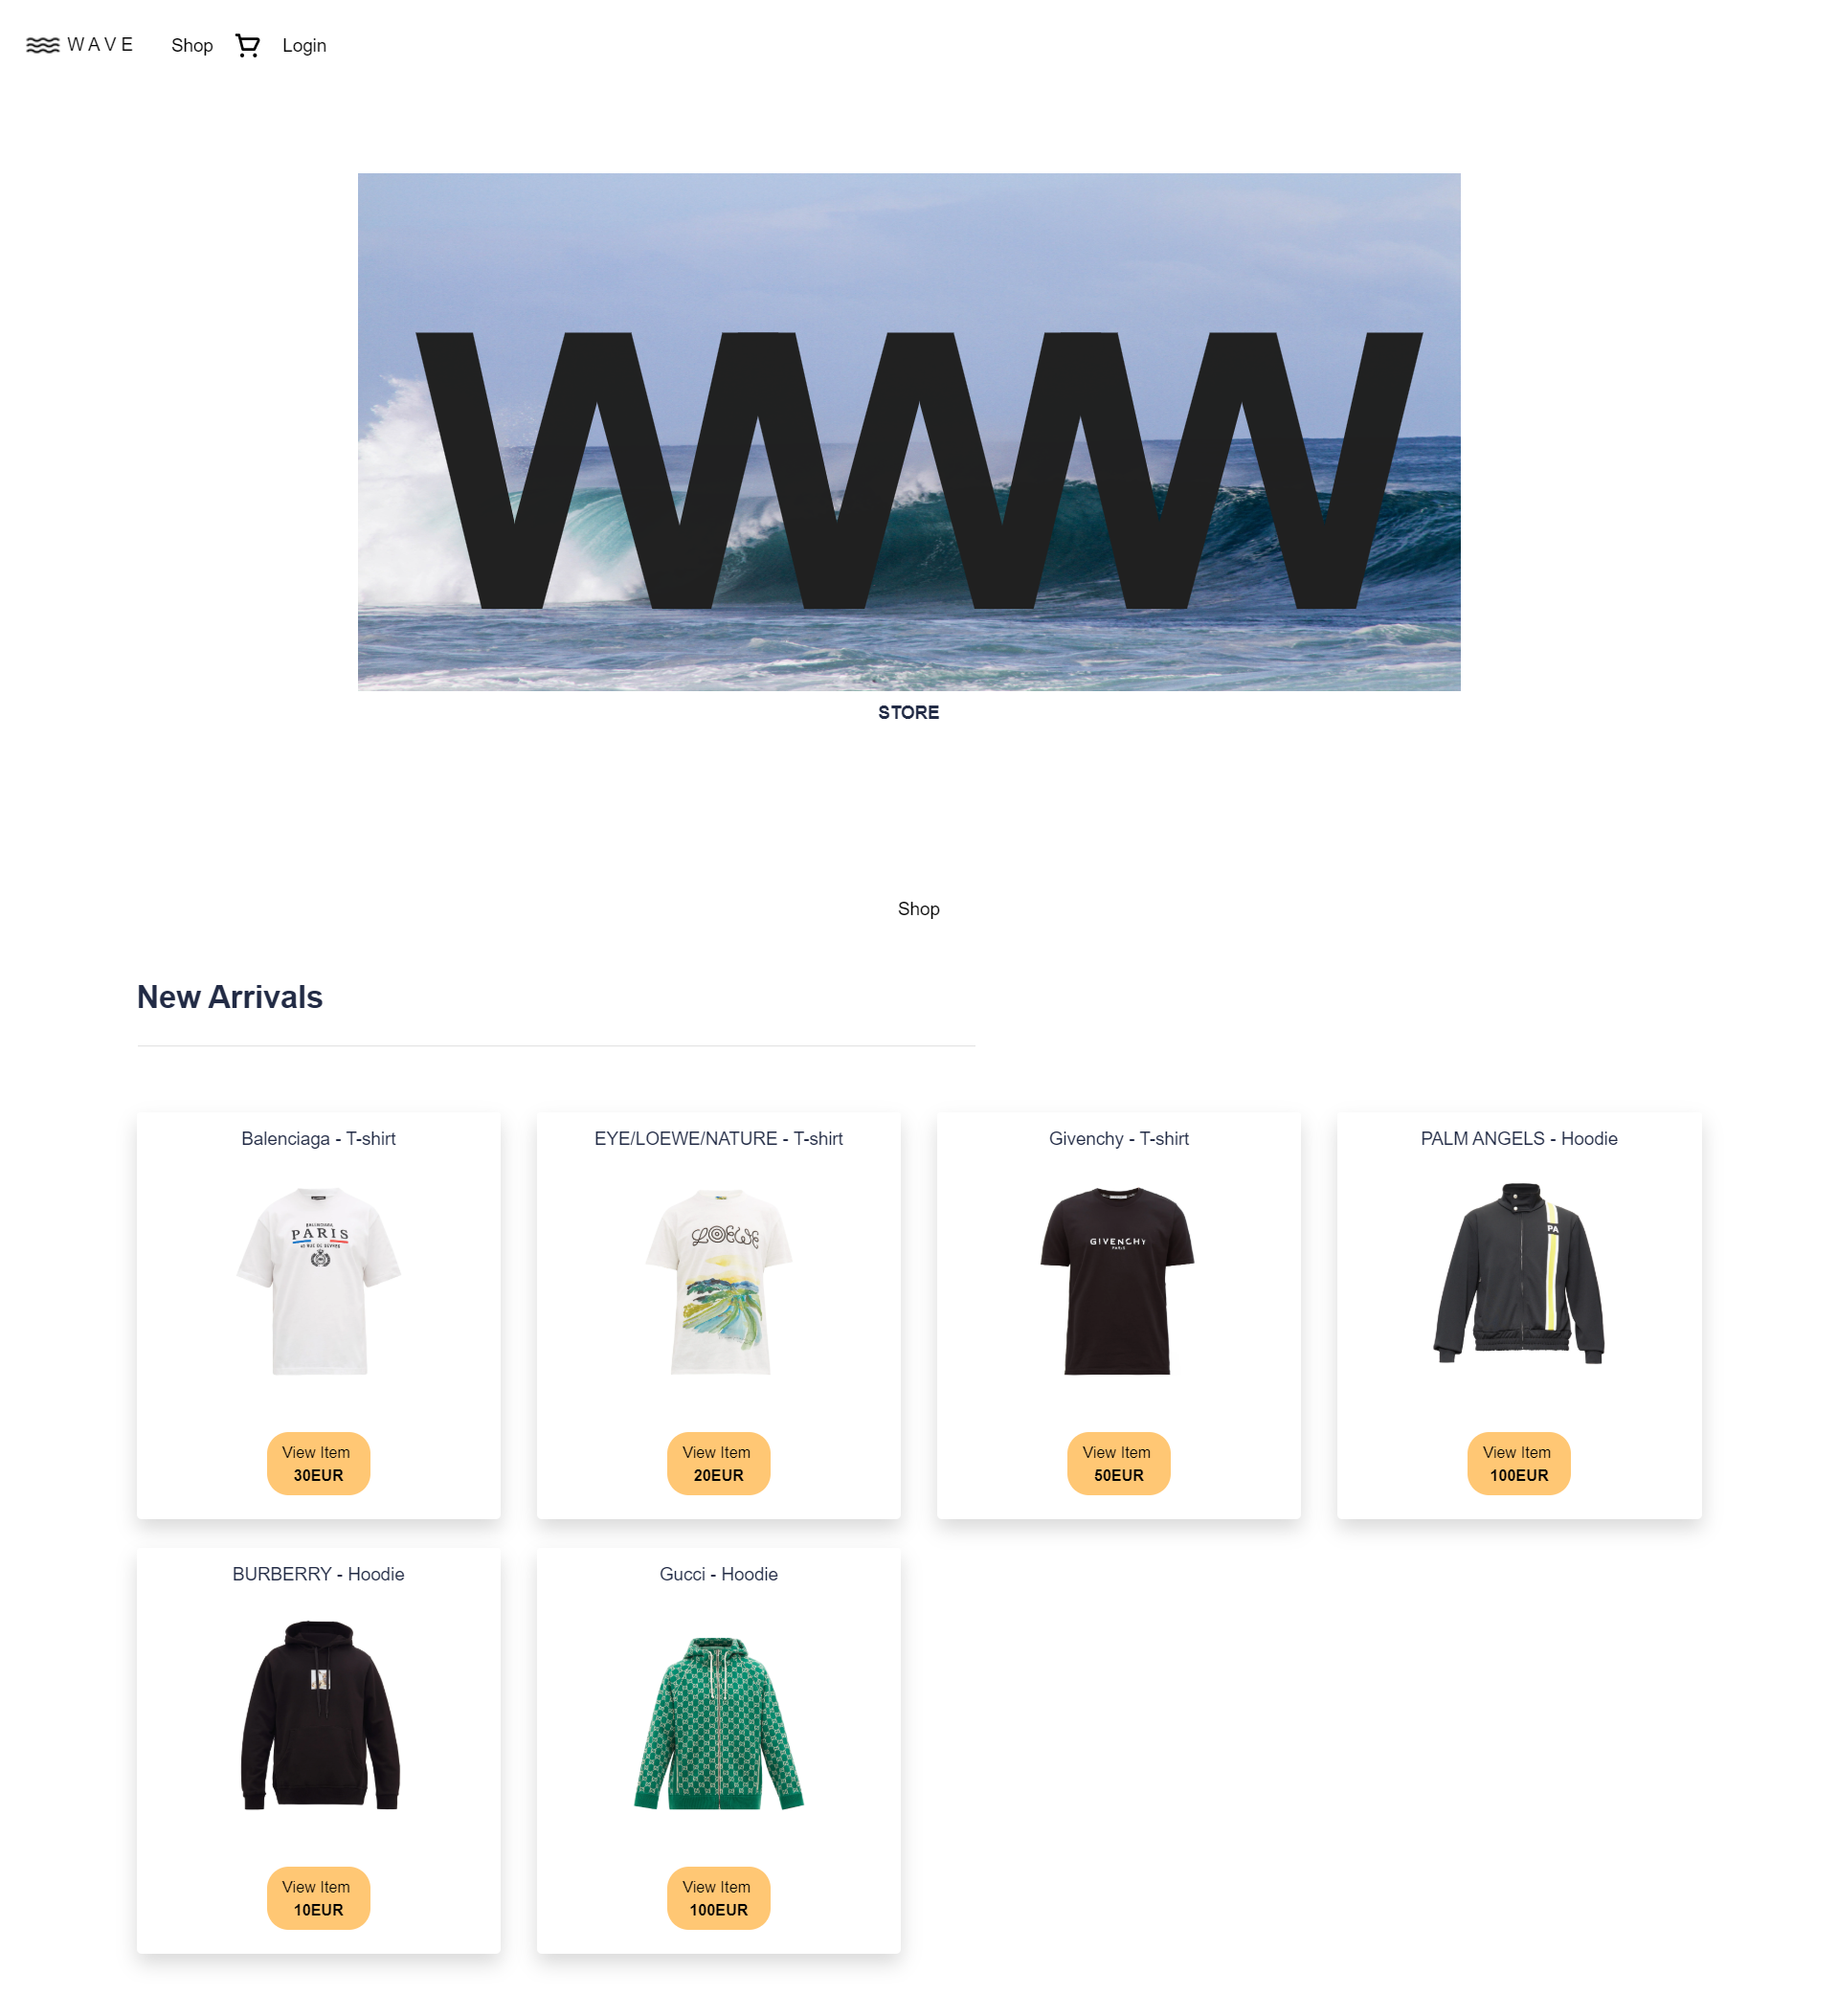 WAVE
Shop
Login
WWW
STORE
Shop
New Arrivals
Balenciaga - T-shirt
EYE/LOEWE/NATURE - T-shirt
Givenchy - T-shirt
PALM ANGELS - Hoodie
BALENCIAGA
PARIS
LOEWE
GIVENCHY
PARIS
PA
View Item
30EUR
View Item
20EUR
View Item
50EUR
View Item
100EUR
BURBERRY - Hoodie
Gucci - Hoodie
View Item
10EUR
View Item
100EUR